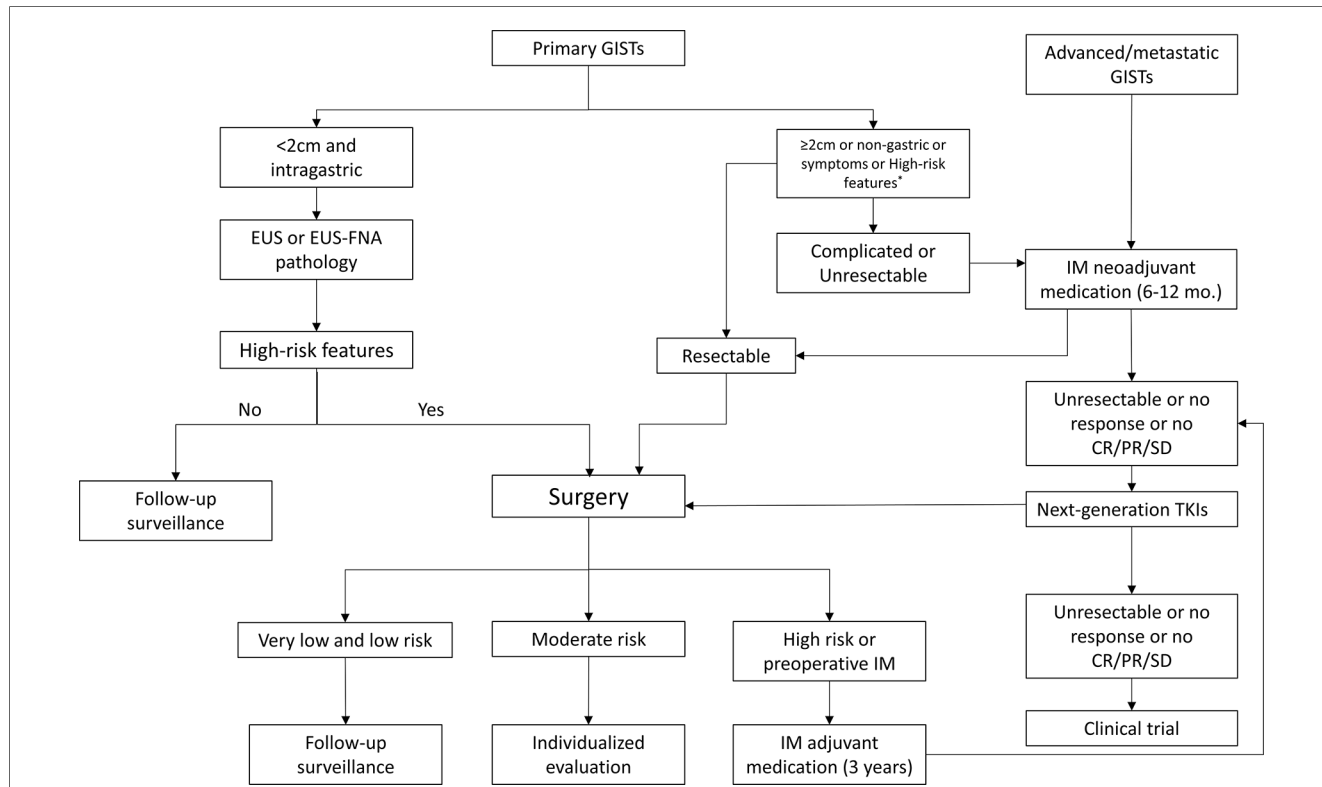 Primary GISTs
Advanced/metastatic
GISTs
<2cm and
intragastric
≥2cm or non-gastric or
symptoms or High-risk
features*
EUS or EUS-FNA
pathology
Complicated or
Unresectable
IM neoadjuvant
medication (6-12 mo.)
High-risk features
Resectable
No
Yes
Unresectable or no
response or no
CR/PR/SD
Follow-up
surveillance
Surgery
Next-generation TKIs
Very low and low risk
Moderate risk
High risk or
preoperative IM
Unresectable or no
response or no
CR/PR/SD
Follow-up
surveillance
Individualized
evaluation
IM adjuvant
medication (3 years)
Clinical trial